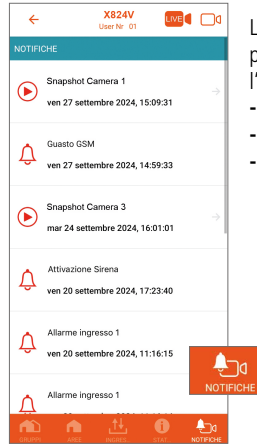 X824V
User Nr 01
LIVE
NOTIFICHE
Snapshot Camera 1
ven 27 settembre 2024, 15:09:31
Guasto GSM
ven 27 settembre 2024, 14:59:33
Snapshot Camera 3
mar 24 settembre 2024, 16:01:01
Attivazione Sirena
ven 20 settembre 2024, 17:23:40
Allarme ingresso 1
ven 20 settembre 2024, 11:16:15
Allarme ingresso 1
GRUPPI
AREE
INGRES.
STAT
NOTIFICHE
NOTIFICHE
L
p
l'
-
-
-